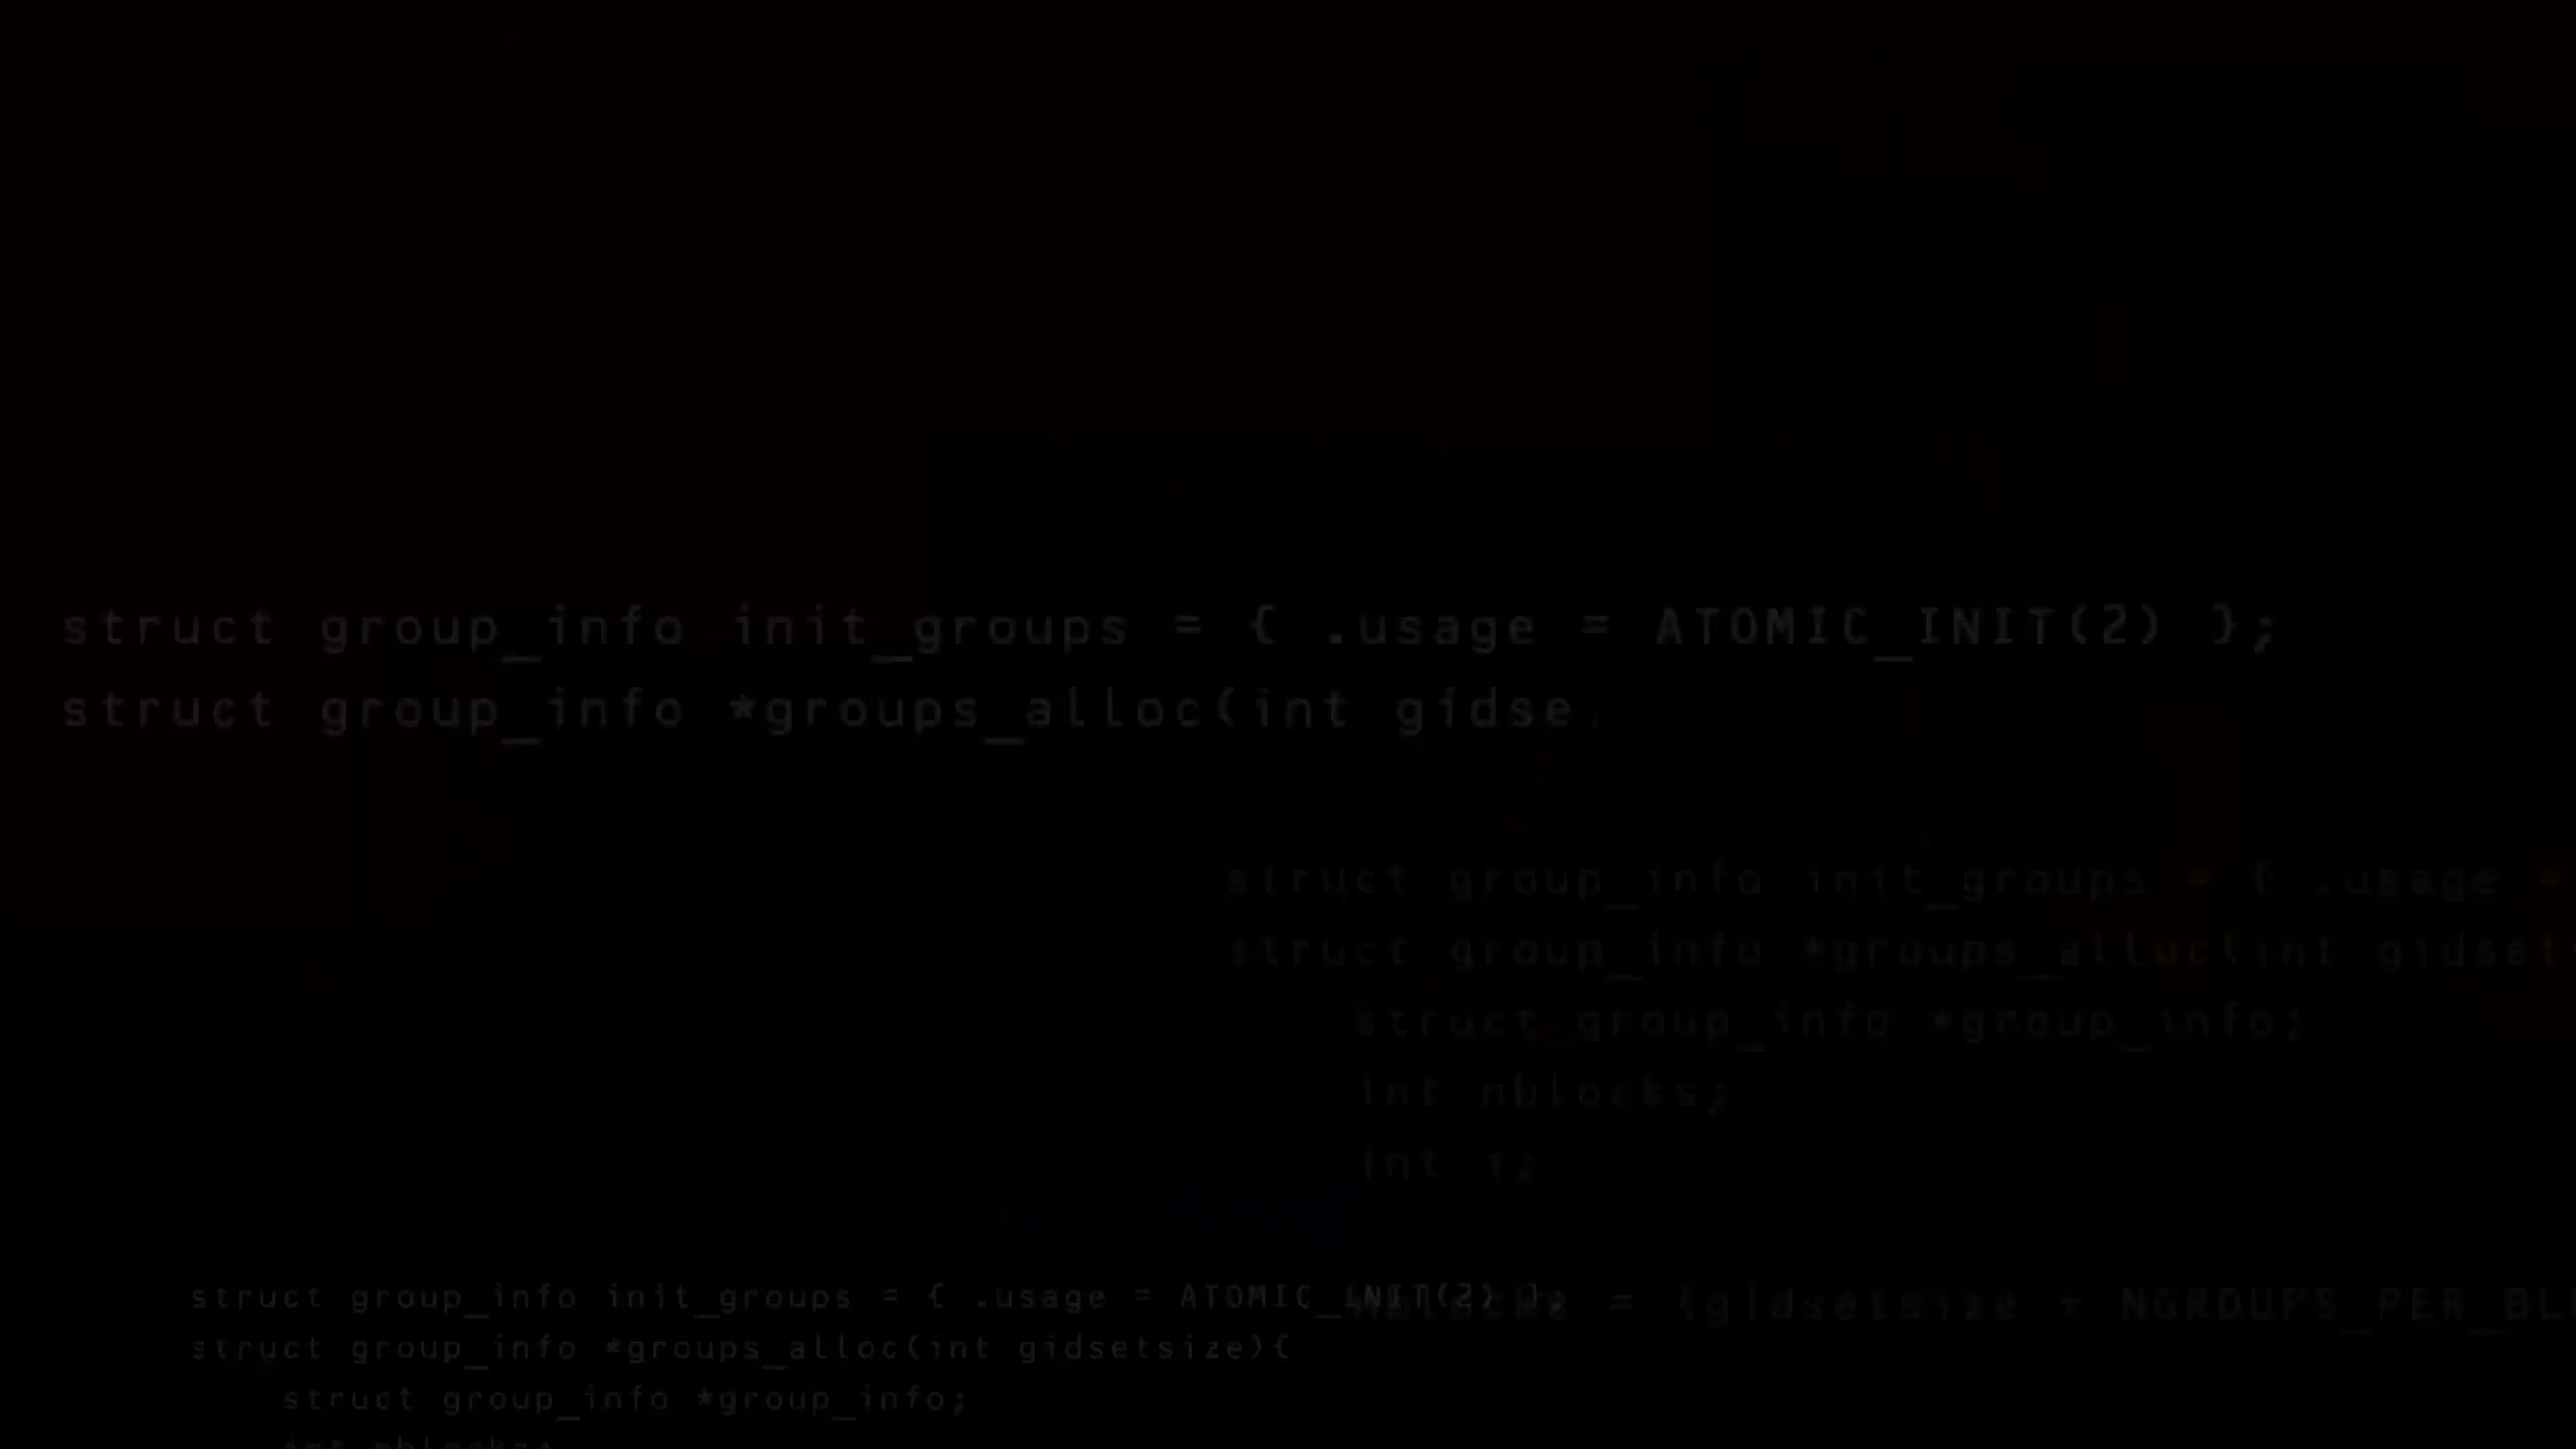 struct group_info init_groups = { .usage = ATOMIC_INIT(2) };
struct group_info *groups_alloc(int gidse
struct group_info init_groups = { .usage =
struct group_info *groups_alloc(int gidset
struct group_info *group_info;
int nblocks;
int i;
= (gidsetsize + NGROUPS_PER_BL
struct group_info init_groups = { .usage = ATOMIC_INIT(2) };
struct group_info *groups_alloc(int gidsetsize){
struct group_info *group_info;
int nblocks;